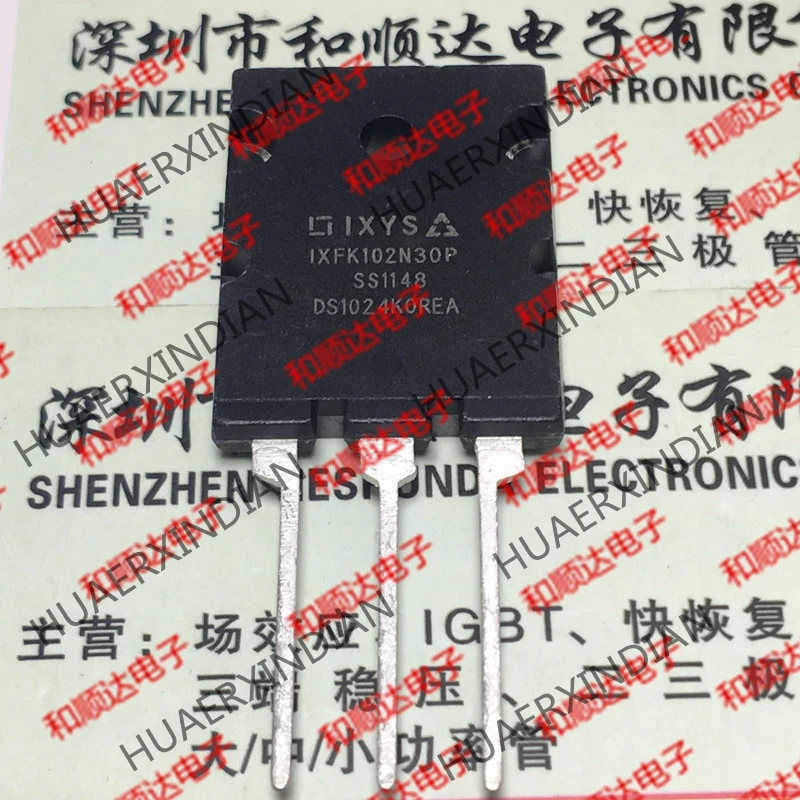 深圳市和顺达电子有限
SHENZHE ECTRONICS C
主营： 快恢复、
二三极管
IXYS
IXFK102N30P
SS1148
DS1024KOREA
深圳 电子有限
SHENZHEN HESHUNDA ELECTRONICS
主营：场效应、IGBT、快恢复
三端稳压、二三极
大/中/小功率管
和顺达电子
HUAERXINDIAN